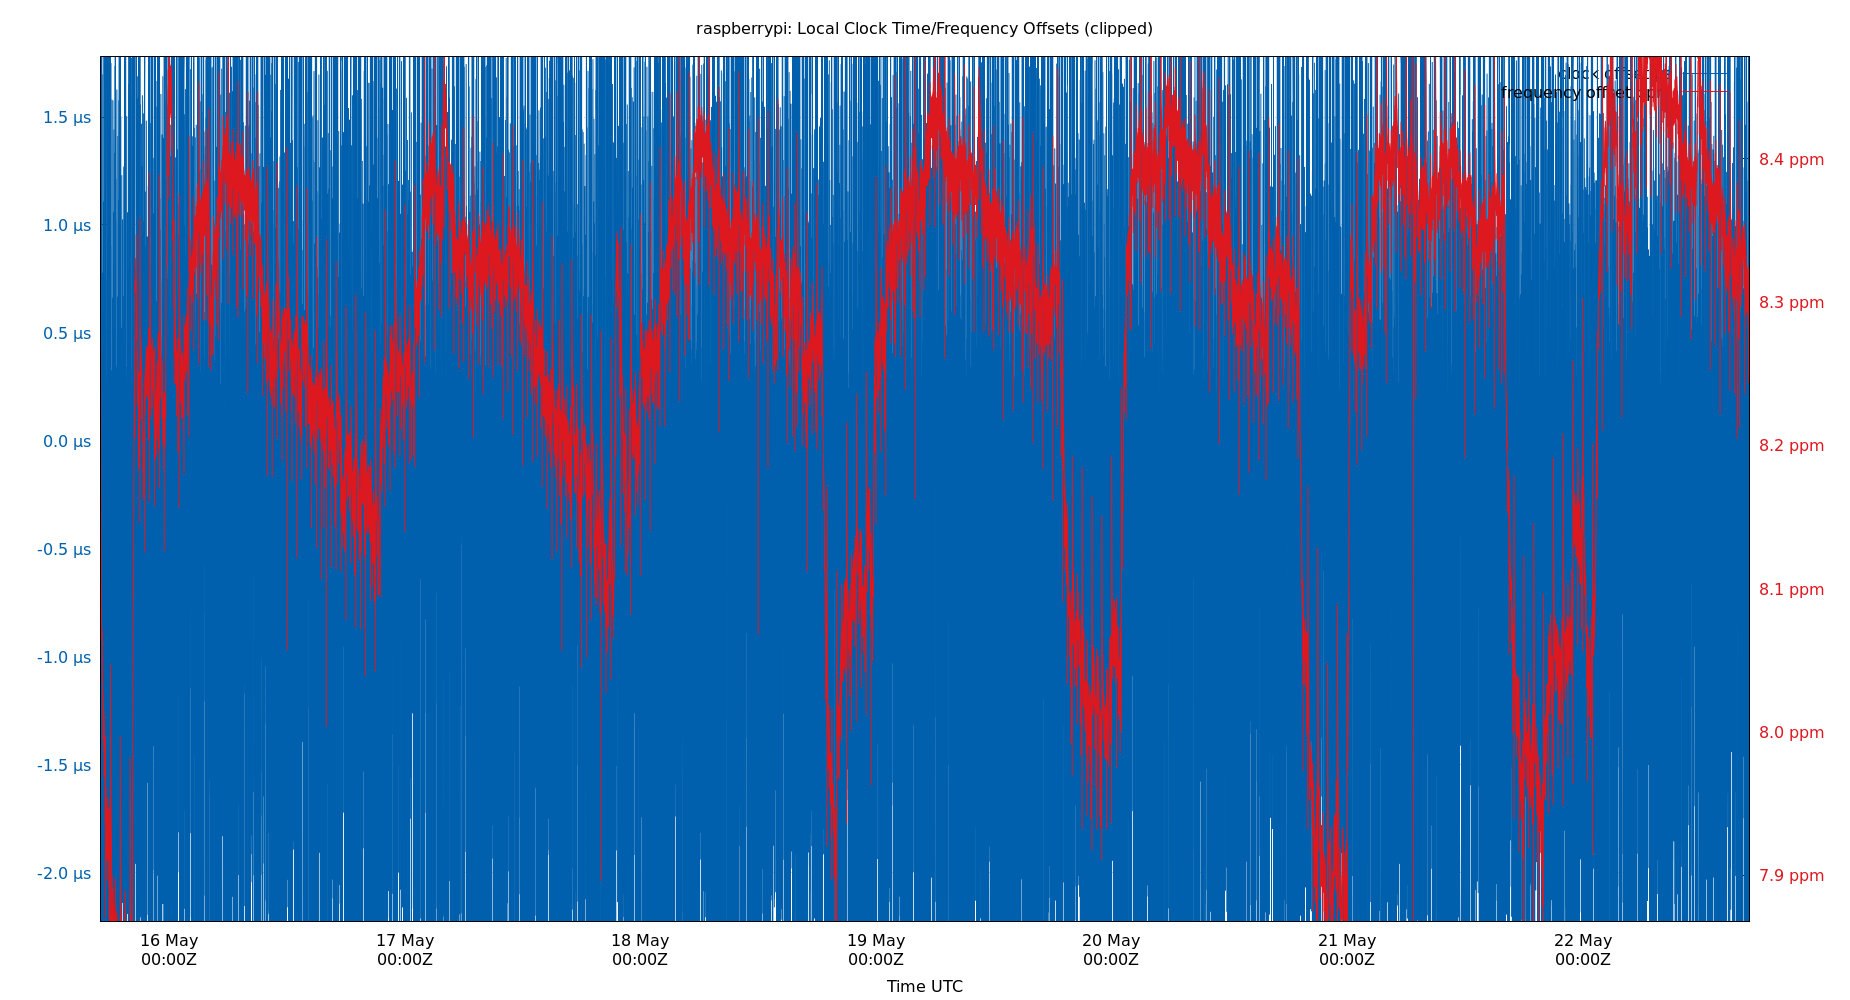 raspberrypi: Local Clock Time/Frequency Offsets (clipped)
clock offset
frequency offset
1.5 µs
1.0 µs
0.5 µs
0.0 µs
-0.5 µs
-1.0 µs
-1.5 µs
-2.0 µs
8.4 ppm
8.3 ppm
8.2 ppm
8.1 ppm
8.0 ppm
7.9 ppm
16 May
00:00Z
17 May
00:00Z
18 May
00:00Z
19 May
00:00Z
20 May
00:00Z
21 May
00:00Z
22 May
00:00Z
Time UTC